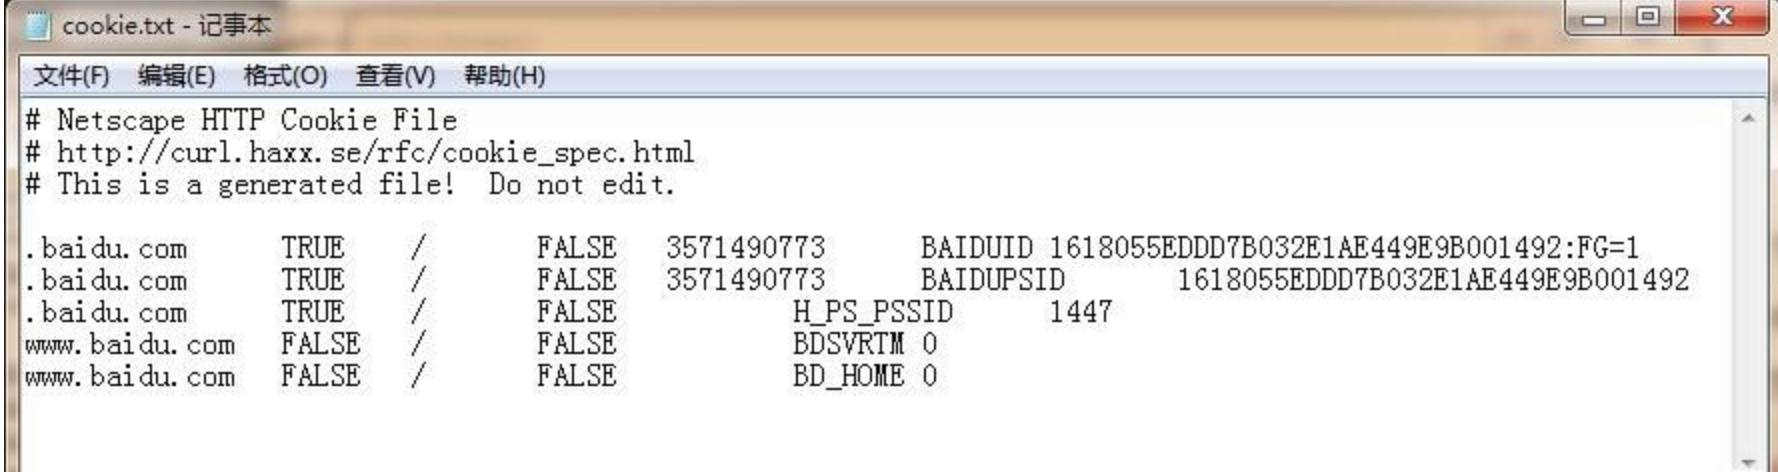 cookie.txt - 记事本
文件(F) 编辑(E) 格式(O) 查看(V) 帮助(H)
# Netscape HTTP Cookie File
# http://curl.haxx.se/rfc/cookie_spec.html
# This is a generated file!  Do not edit.
.baidu.com TRUE / FALSE 3571490773 BAIDUID 1618055EDDD7B032E1AE449E9B001492:FG=1
.baidu.com TRUE / FALSE 3571490773 BAIDUPSID 1618055EDDD7B032E1AE449E9B001492
.baidu.com TRUE / FALSE H_PS_PSSID 1447
www.baidu.com FALSE / FALSE BDSVRTM 0
www.baidu.com FALSE / FALSE BD_HOME 0